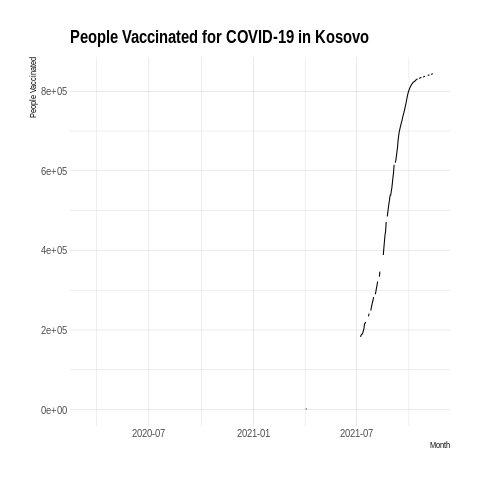 People Vaccinated for COVID-19 in Kosovo
People Vaccinated
8e+05
6e+05
4e+05
2e+05
0e+00
2020-07
2021-01
2021-07
Month